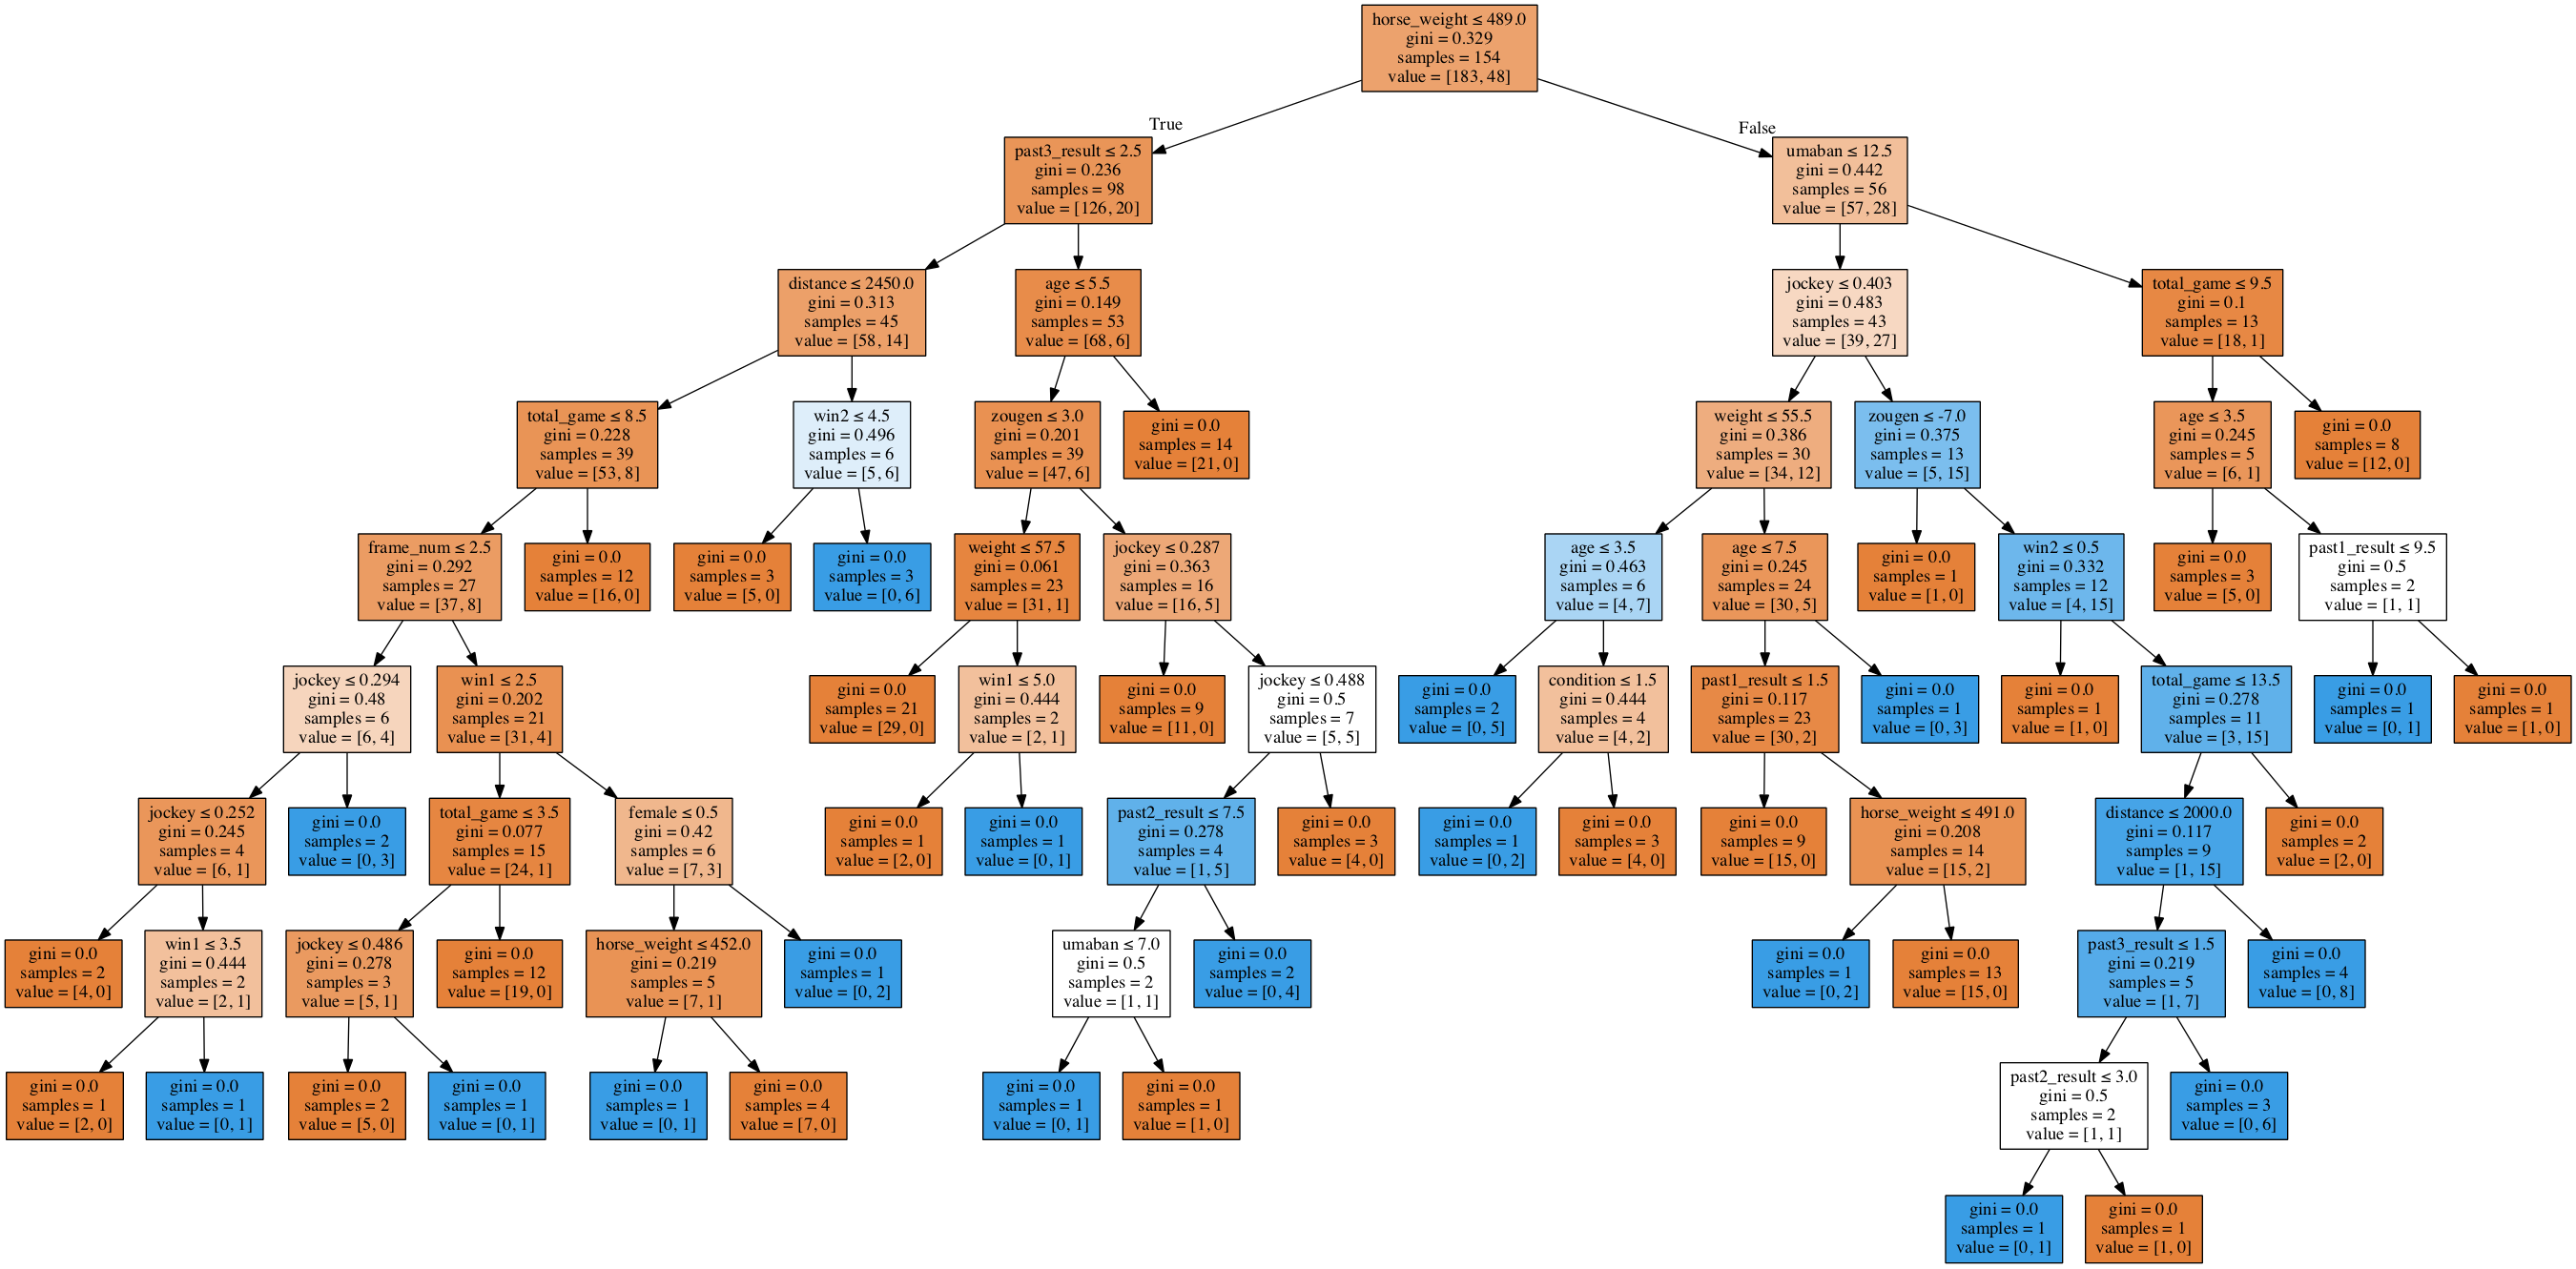 horse_weight ≤ 489.0
gini = 0.329
samples = 154
value = [183, 48]
True
False
past3_result ≤ 2.5
gini = 0.236
samples = 98
value = [126, 20]
umaban ≤ 12.5
gini = 0.442
samples = 56
value = [57, 28]
distance ≤ 2450.0
gini = 0.313
samples = 45
value = [58, 14]
age ≤ 5.5
gini = 0.149
samples = 53
value = [68, 6]
jockey ≤ 0.403
gini = 0.483
samples = 43
value = [39, 27]
total_game ≤ 9.5
gini = 0.1
samples = 13
value = [18, 1]
total_game ≤ 8.5
gini = 0.228
samples = 39
value = [53, 8]
win2 ≤ 4.5
gini = 0.496
samples = 6
value = [5, 6]
zougen ≤ 3.0
gini = 0.201
samples = 39
value = [47, 6]
gini = 0.0
samples = 14
value = [21, 0]
weight ≤ 55.5
gini = 0.386
samples = 30
value = [34, 12]
zougen ≤ -7.0
gini = 0.375
samples = 13
value = [5, 15]
age ≤ 3.5
gini = 0.245
samples = 5
value = [6, 1]
gini = 0.0
samples = 8
value = [12, 0]
frame_num ≤ 2.5
gini = 0.292
samples = 27
value = [37, 8]
gini = 0.0
samples = 12
value = [16, 0]
gini = 0.0
samples = 3
value = [5, 0]
gini = 0.0
samples = 3
value = [0, 6]
weight ≤ 57.5
gini = 0.061
samples = 23
value = [31, 1]
jockey ≤ 0.287
gini = 0.363
samples = 16
value = [16, 5]
age ≤ 3.5
gini = 0.463
samples = 6
value = [4, 7]
age ≤ 7.5
gini = 0.245
samples = 24
value = [30, 5]
gini = 0.0
samples = 1
value = [1, 0]
win2 ≤ 0.5
gini = 0.332
samples = 12
value = [4, 15]
gini = 0.0
samples = 3
value = [5, 0]
past1_result ≤ 9.5
gini = 0.5
samples = 2
value = [1, 1]
jockey ≤ 0.294
gini = 0.48
samples = 6
value = [6, 4]
win1 ≤ 2.5
gini = 0.202
samples = 21
value = [31, 4]
gini = 0.0
samples = 21
value = [29, 0]
win1 ≤ 5.0
gini = 0.444
samples = 2
value = [2, 1]
gini = 0.0
samples = 9
value = [11, 0]
jockey ≤ 0.488
gini = 0.5
samples = 7
value = [5, 5]
gini = 0.0
samples = 2
value = [0, 5]
condition ≤ 1.5
gini = 0.444
samples = 4
value = [4, 2]
past1_result ≤ 1.5
gini = 0.117
samples = 23
value = [30, 2]
gini = 0.0
samples = 1
value = [0, 3]
gini = 0.0
samples = 1
value = [1, 0]
total_game ≤ 13.5
gini = 0.278
samples = 11
value = [3, 15]
gini = 0.0
samples = 1
value = [0, 1]
gini = 0.0
samples = 1
value = [1, 0]
jockey ≤ 0.252
gini = 0.245
samples = 4
value = [6, 1]
gini = 0.0
samples = 2
value = [0, 3]
total_game ≤ 3.5
gini = 0.077
samples = 15
value = [24, 1]
female ≤ 0.5
gini = 0.42
samples = 6
value = [7, 3]
gini = 0.0
samples = 1
value = [2, 0]
gini = 0.0
samples = 1
value = [0, 1]
past2_result ≤ 7.5
gini = 0.278
samples = 4
value = [1, 5]
gini = 0.0
samples = 3
value = [4, 0]
gini = 0.0
samples = 1
value = [0, 2]
gini = 0.0
samples = 3
value = [4, 0]
gini = 0.0
samples = 9
value = [15, 0]
horse_weight ≤ 491.0
gini = 0.208
samples = 14
value = [15, 2]
distance ≤ 2000.0
gini = 0.117
samples = 9
value = [1, 15]
gini = 0.0
samples = 2
value = [2, 0]
gini = 0.0
samples = 2
value = [4, 0]
win1 ≤ 3.5
gini = 0.444
samples = 2
value = [2, 1]
jockey ≤ 0.486
gini = 0.278
samples = 3
value = [5, 1]
gini = 0.0
samples = 12
value = [19, 0]
horse_weight ≤ 452.0
gini = 0.219
samples = 5
value = [7, 1]
gini = 0.0
samples = 1
value = [0, 2]
umaban ≤ 7.0
gini = 0.5
samples = 2
value = [1, 1]
gini = 0.0
samples = 2
value = [0, 4]
gini = 0.0
samples = 1
value = [0, 2]
gini = 0.0
samples = 13
value = [15, 0]
past3_result ≤ 1.5
gini = 0.219
samples = 5
value = [1, 7]
gini = 0.0
samples = 4
value = [0, 8]
gini = 0.0
samples = 1
value = [2, 0]
gini = 0.0
samples = 1
value = [0, 1]
gini = 0.0
samples = 2
value = [5, 0]
gini = 0.0
samples = 1
value = [0, 1]
gini = 0.0
samples = 1
value = [0, 1]
gini = 0.0
samples = 4
value = [7, 0]
gini = 0.0
samples = 1
value = [0, 1]
gini = 0.0
samples = 1
value = [1, 0]
past2_result ≤ 3.0
gini = 0.5
samples = 2
value = [1, 1]
gini = 0.0
samples = 3
value = [0, 6]
gini = 0.0
samples = 1
value = [0, 1]
gini = 0.0
samples = 1
value = [1, 0]